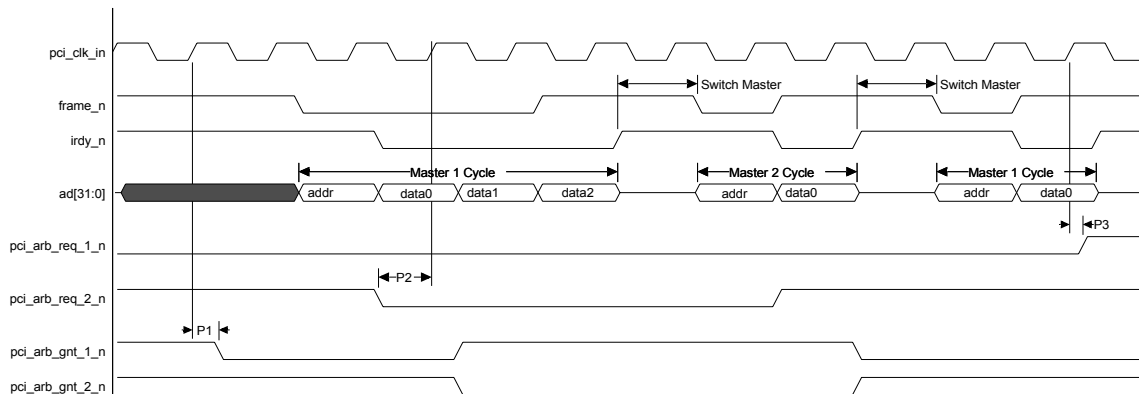 pci_clk_in
Switch Master
Switch Master
frame_n
irdy_n
Master 1 Cycle
Master 2 Cycle
Master 1 Cycle
ad[31:0]
addr
data0
data1
data2
addr
data0
addr
data0
P3
pci_arb_req_1_n
P2
pci_arb_req_2_n
P1
pci_arb_gnt_1_n
pci_arb_gnt_2_n